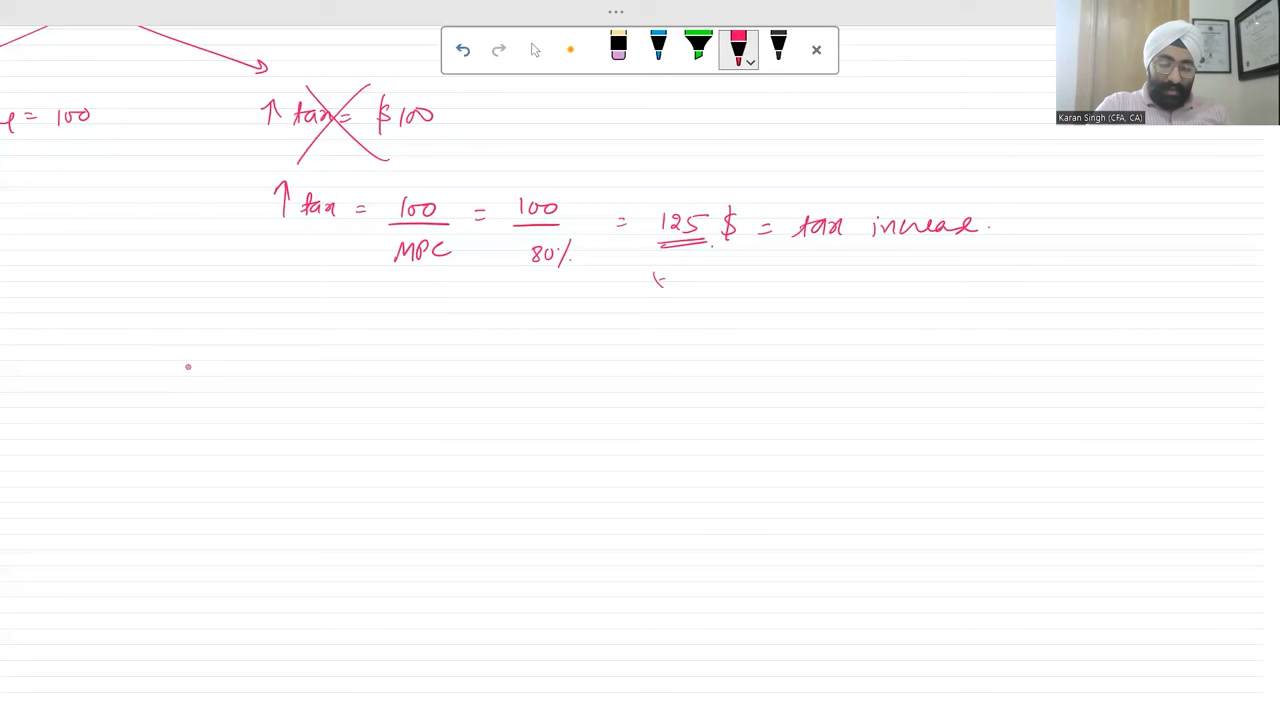 Karan Singh (CFA, CA)
= 100
↑ tax = $100
↑ tax = 100 / MPC = 100 / 80% = 125 $ = tax increase.